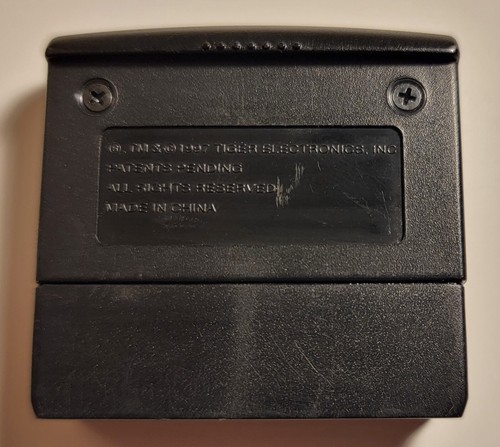 ®, TM & © 1997 TIGER ELECTRONICS, INC
PATENTS PENDING
ALL RIGHTS RESERVED
MADE IN CHINA